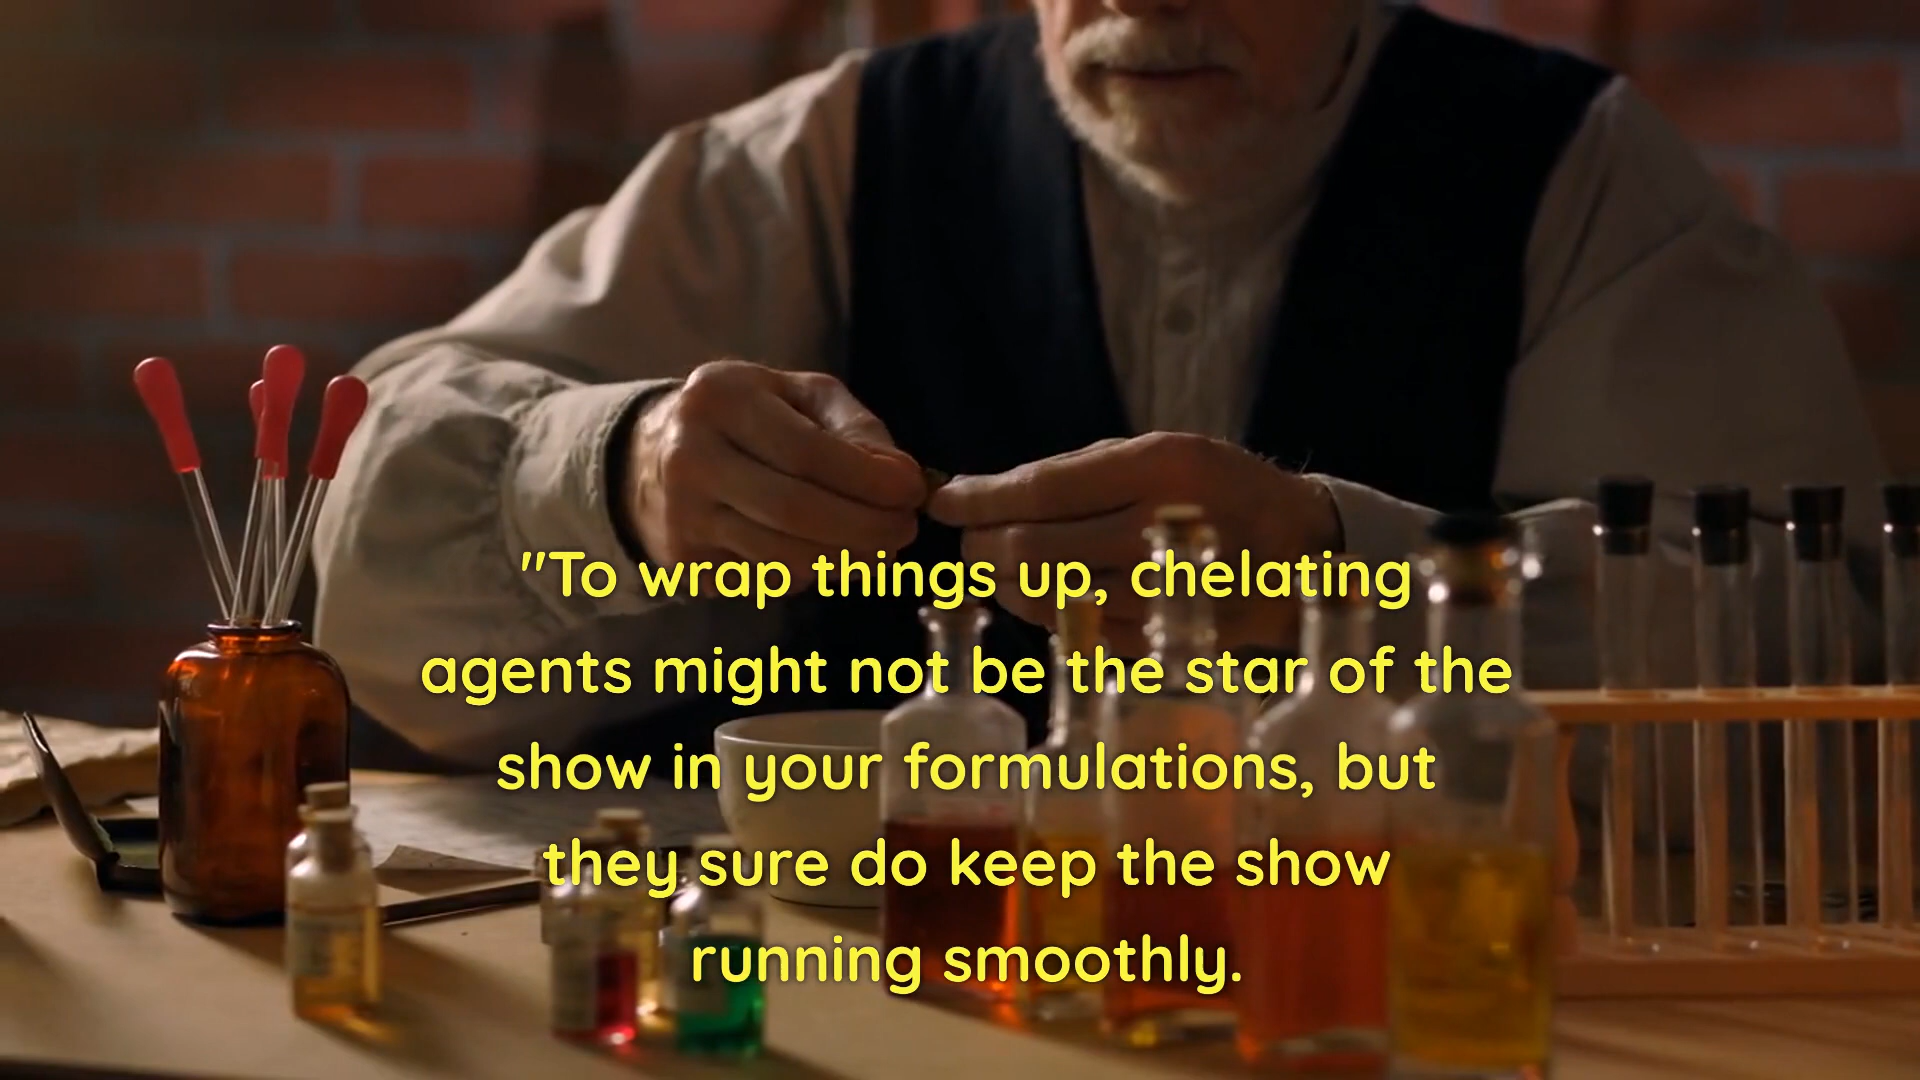 "To wrap things up, chelating
agents might not be the star of the
show in your formulations, but
they sure do keep the show
running smoothly.